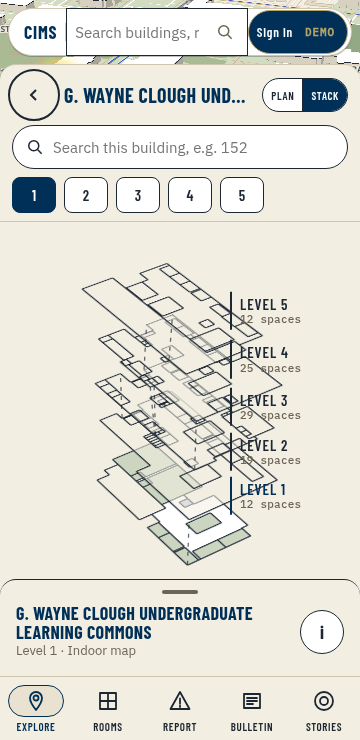 CIMS
Search buildings, r
Sign In DEMO
G. WAYNE CLOUGH UND...
PLAN STACK
Search this building, e.g. 152
1 2 3 4 5
LEVEL 5
12 spaces
LEVEL 4
25 spaces
LEVEL 3
29 spaces
LEVEL 2
19 spaces
LEVEL 1
12 spaces
G. WAYNE CLOUGH UNDERGRADUATE
LEARNING COMMONS
Level 1 · Indoor map
i
EXPLORE ROOMS REPORT BULLETIN STORIES